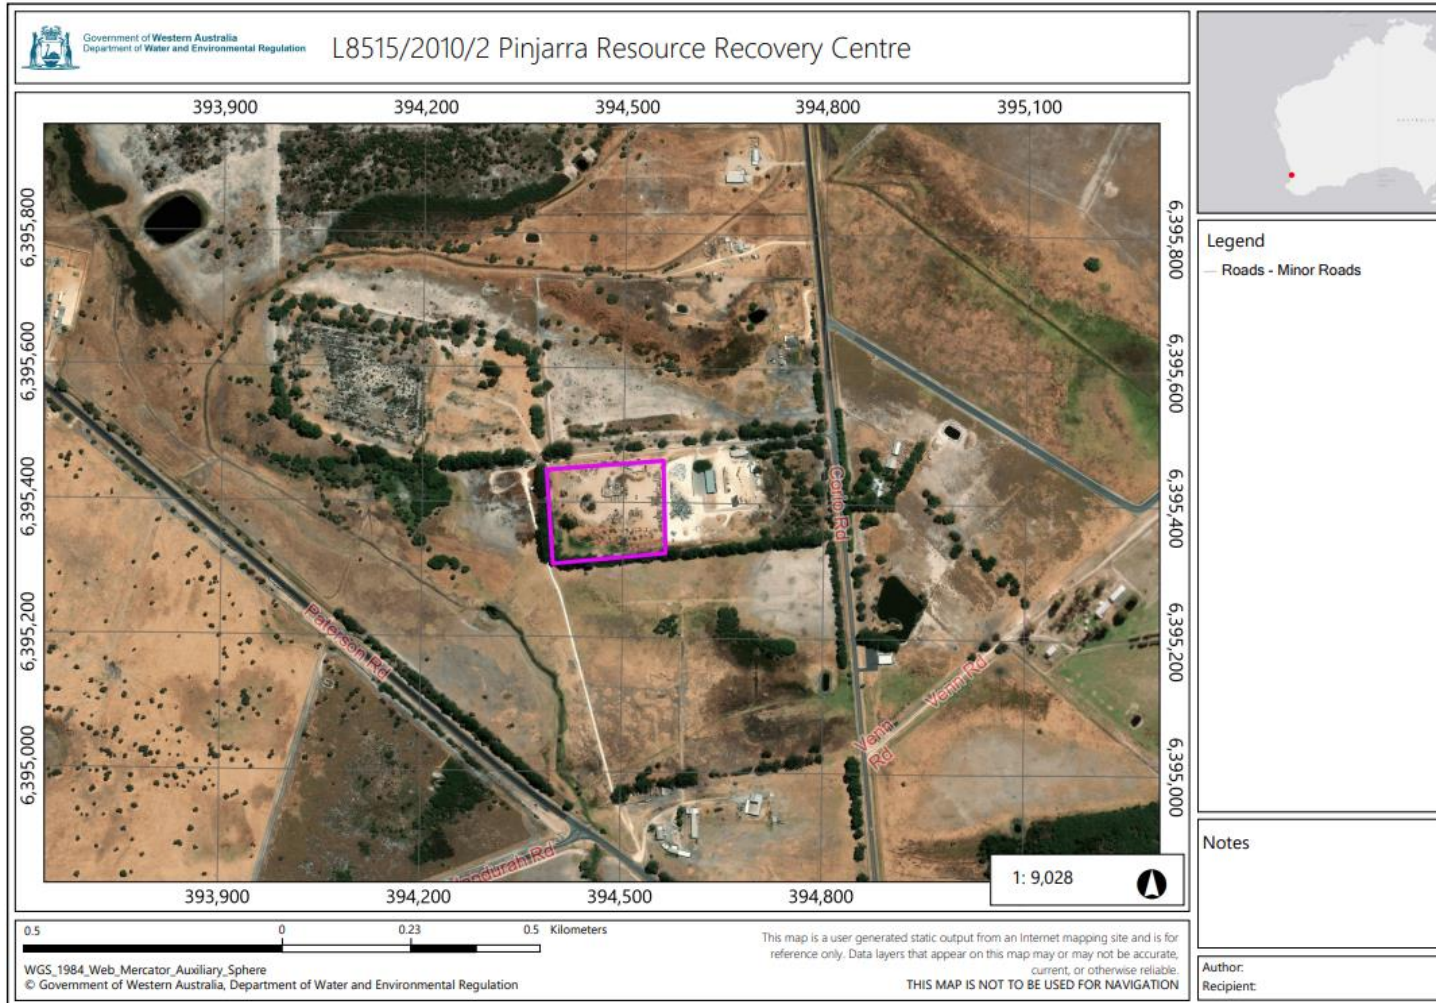 Government of Western Australia
Department of Water and Environmental Regulation
L8515/2010/2 Pinjarra Resource Recovery Centre
393,900 394,200 394,500 394,800 395,100
6,395,800 6,395,800
6,395,600 6,395,600
6,395,400 6,395,400
6,395,200 6,395,200
6,395,000 6,395,000
Corio Rd
Paterson Rd
Venn Rd
Venn
Rd
Rd
393,900 394,200 394,500 394,800
1: 9,028
Legend
Roads - Minor Roads
Notes
Author:
Recipient:
0.5 0 0.23 0.5 Kilometers
WGS_1984_Web_Mercator_Auxiliary_Sphere
© Government of Western Australia, Department of Water and Environmental Regulation
This map is a user generated static output from an Internet mapping site and is for
reference only. Data layers that appear on this map may or may not be accurate,
current, or otherwise reliable.
THIS MAP IS NOT TO BE USED FOR NAVIGATION